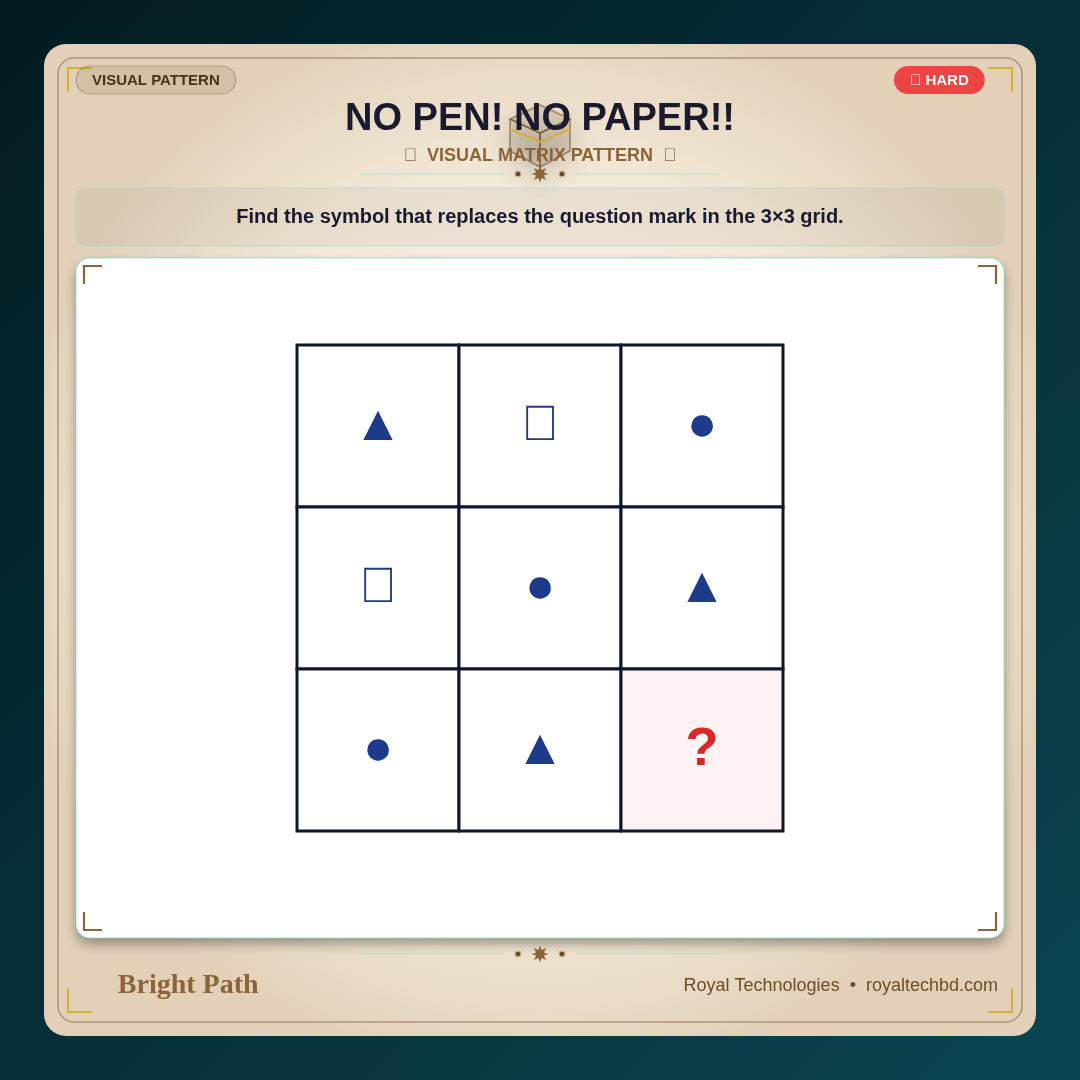 VISUAL PATTERN
HARD
NO PEN! NO PAPER!!
VISUAL MATRIX PATTERN
Find the symbol that replaces the question mark in the 3×3 grid.
▲ □ ●
□ ● ▲
● ▲ ?
Bright Path
Royal Technologies • royaltechbd.com